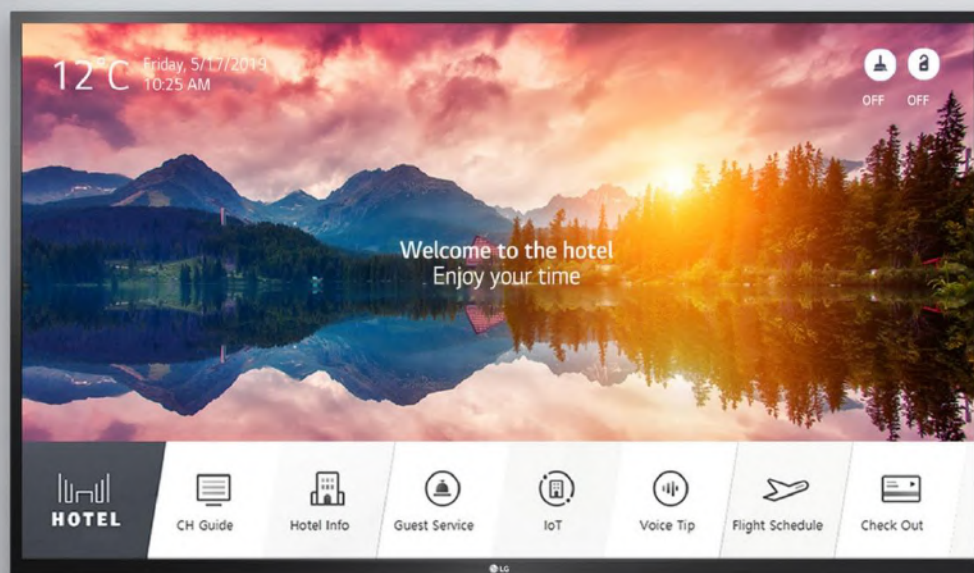 12°C
Friday, 5/17/2019
10:25 AM
OFF OFF
Welcome to the hotel
Enjoy your time
HOTEL
CH Guide
Hotel Info
Guest Service
IoT
Voice Tip
Flight Schedule
Check Out
LG